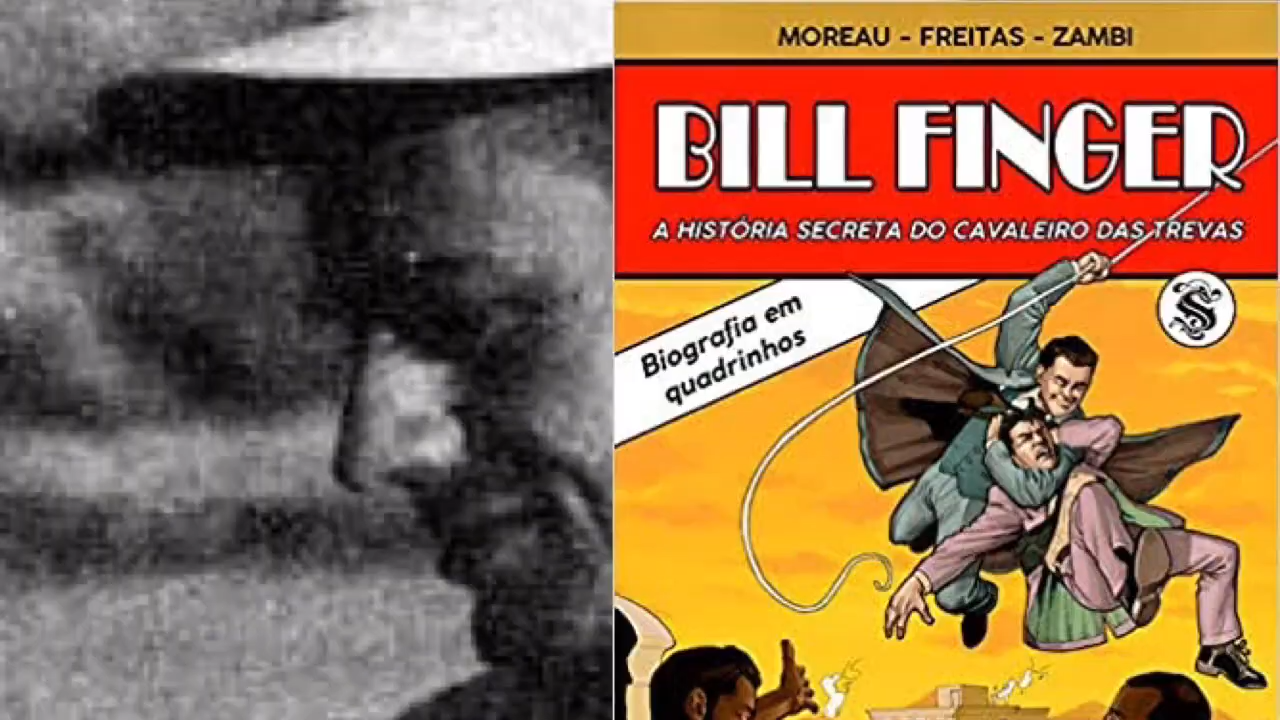 MOREAU - FREITAS - ZAMBI
BILL FINGER
A HISTÓRIA SECRETA DO CAVALEIRO DAS TREVAS
Biografia em
quadrinhos